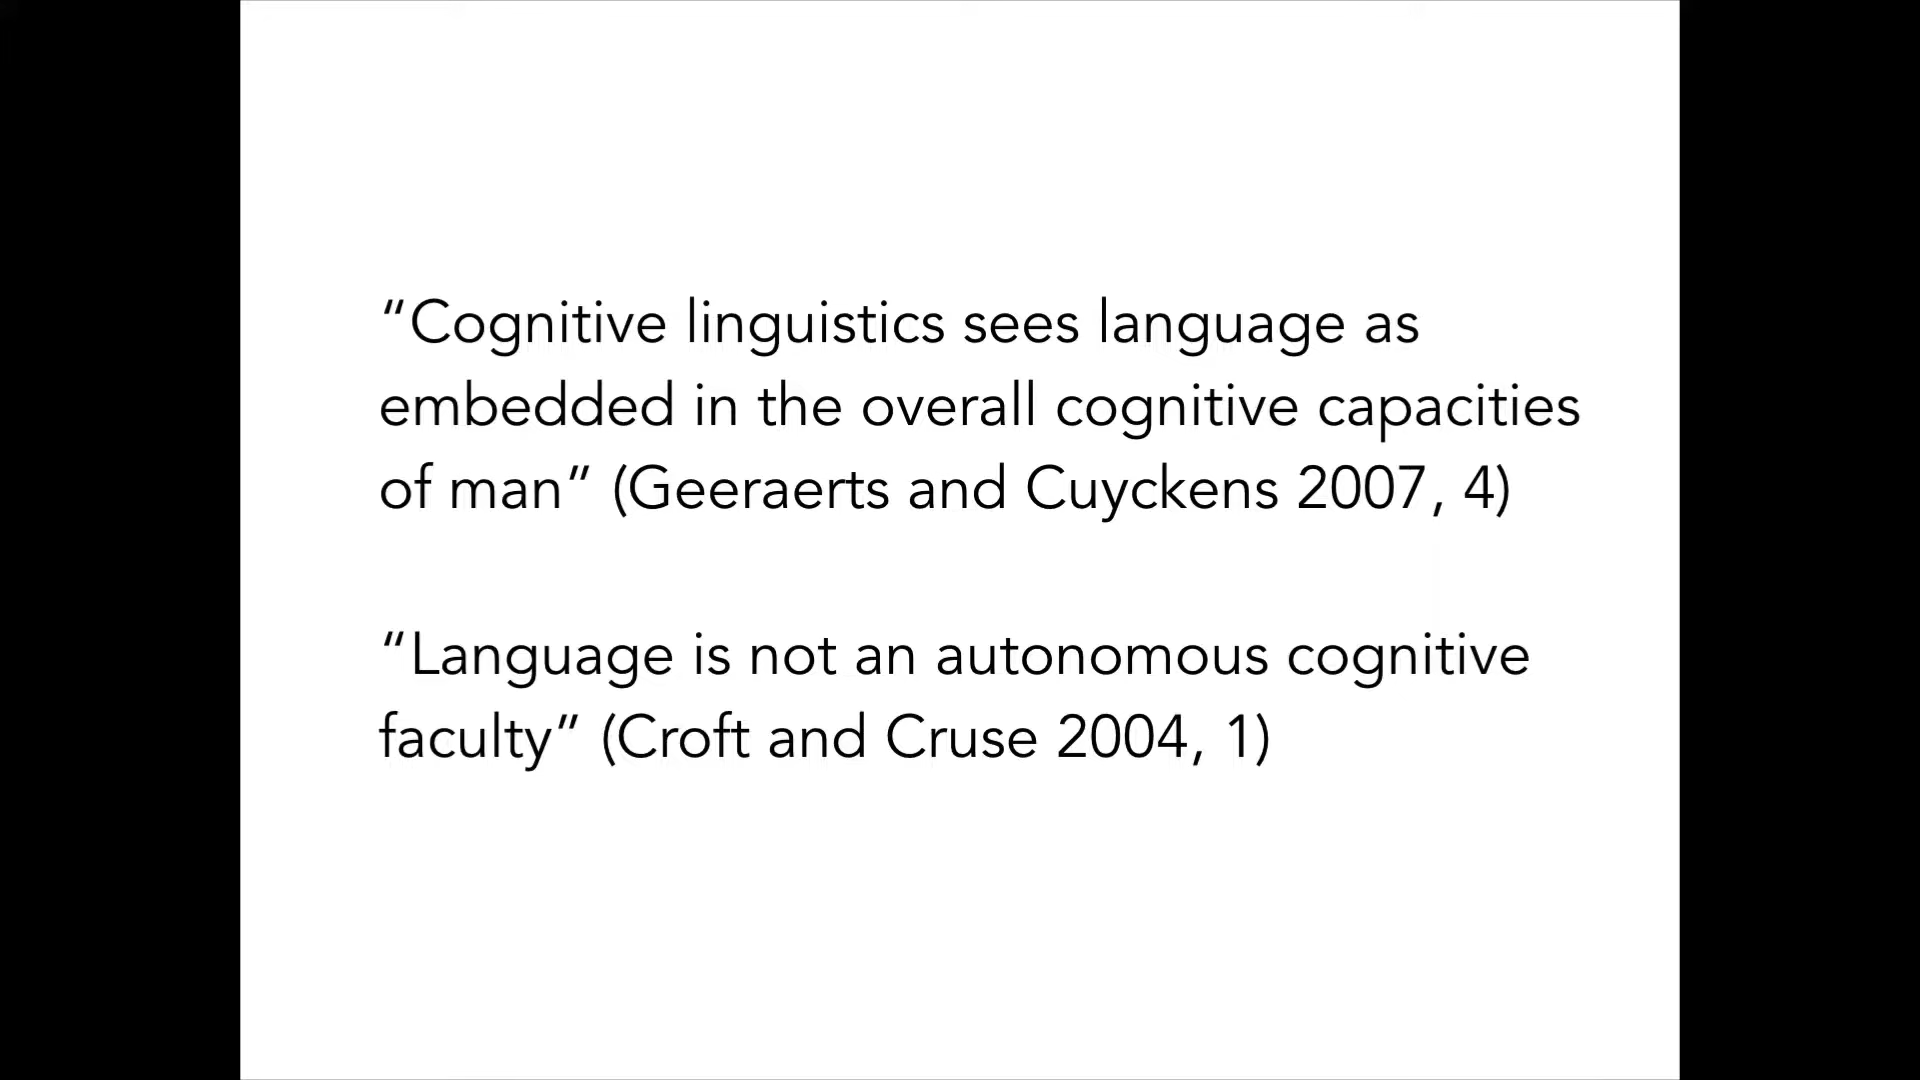 “Cognitive linguistics sees language as
embedded in the overall cognitive capacities
of man” (Geeraerts and Cuyckens 2007, 4)
“Language is not an autonomous cognitive
faculty” (Croft and Cruse 2004, 1)